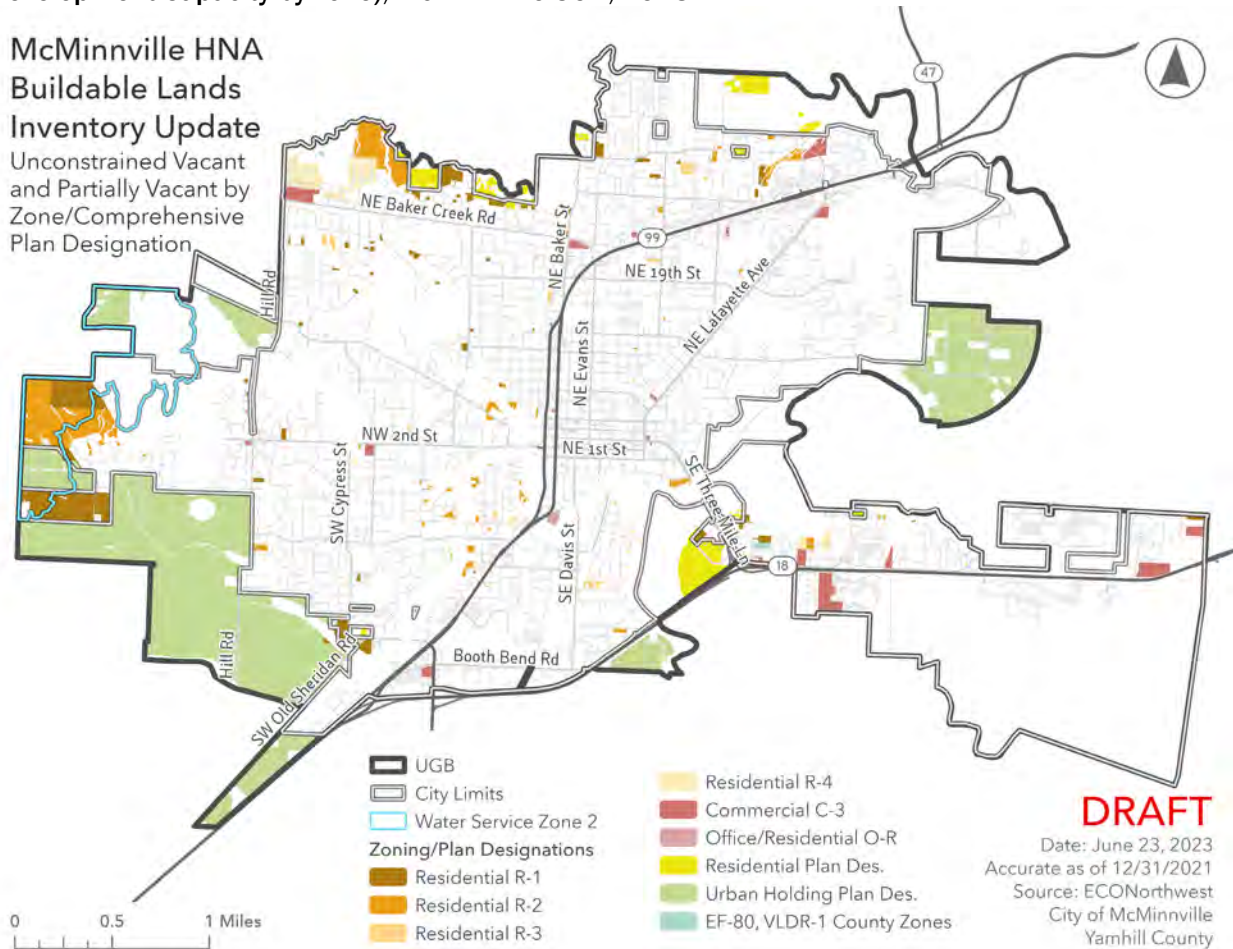 McMinnville HNA
Buildable Lands
Inventory Update
Unconstrained Vacant
and Partially Vacant by
Zone/Comprehensive
Plan Designation
47
NE Baker Creek Rd
NE Baker St
99
NE 19th St
NE Lafayette Ave
Hill Rd
NE Evans St
NW 2nd St
NE 1st St
SW Cypress St
SE Three Mile Ln
SE Davis St
18
Hill Rd
Booth Bend Rd
SW Old Sheridan Rd
UGB
City Limits
Water Service Zone 2
Zoning/Plan Designations
Residential R-1
Residential R-2
Residential R-3
Residential R-4
Commercial C-3
Office/Residential O-R
Residential Plan Des.
Urban Holding Plan Des.
EF-80, VLDR-1 County Zones
DRAFT
Date: June 23, 2023
Accurate as of 12/31/2021
Source: ECONorthwest
City of McMinnville
Yamhill County
0 0.5 1 Miles